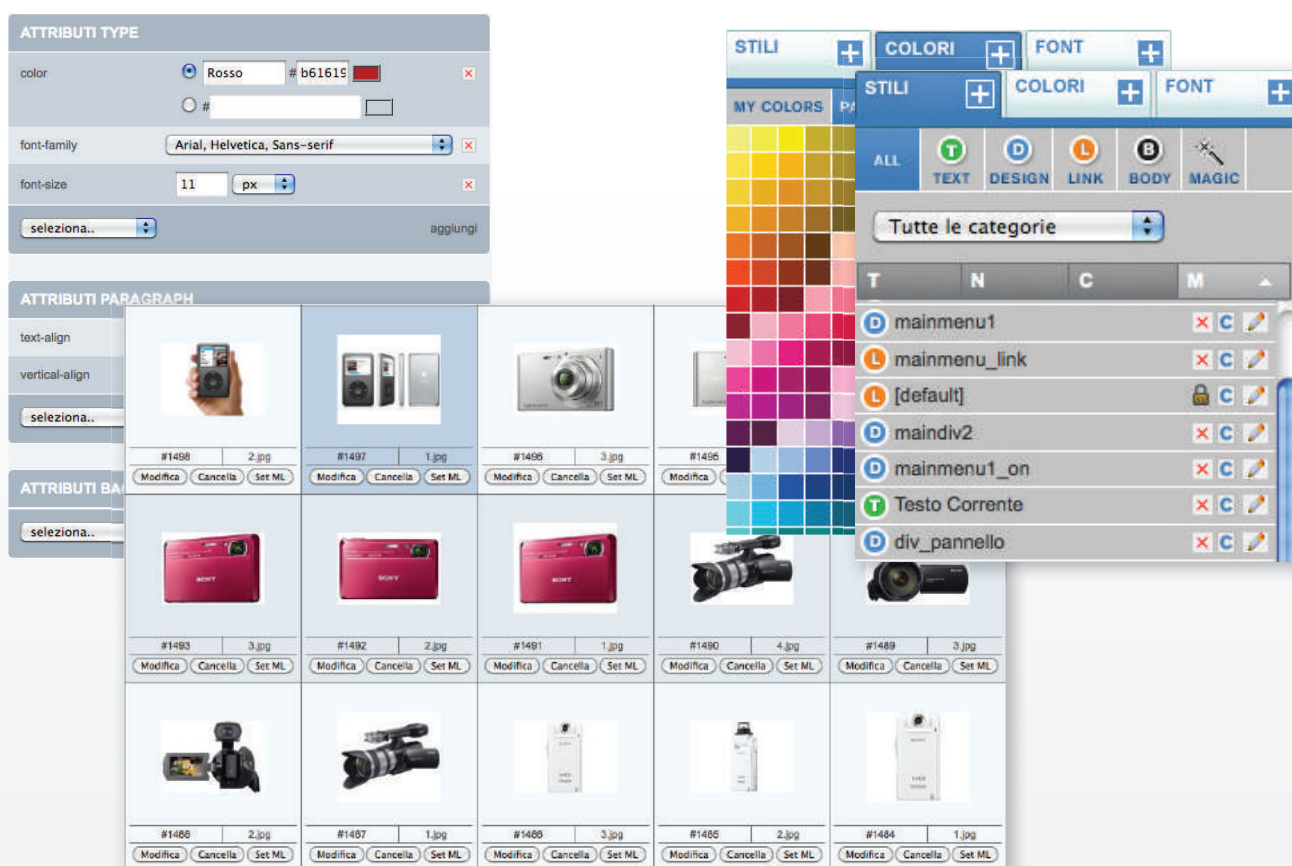 ATTRIBUTI TYPE
color Rosso # b61619
#
font-family Arial, Helvetica, Sans-serif
font-size 11 px
seleziona.. aggiungi
ATTRIBUTI PARAGRAPH
text-align
vertical-align
seleziona..
ATTRIBUTI BA
seleziona..
STILI COLORI FONT
MY COLORS PA
STILI COLORI FONT
ALL T TEXT D DESIGN L LINK B BODY MAGIC
Tutte le categorie
T N C M
D mainmenu1 C
L mainmenu_link C
L [default] C
D maindiv2 C
D mainmenu1_on C
T Testo Corrente C
D div_pannello C
#1498 2.jpg #1497 1.jpg #1496 3.jpg #1495
Modifica Cancella Set ML Modifica Cancella Set ML Modifica Cancella Set ML Modifica
SONY SONY SONY
#1493 3.jpg #1492 2.jpg #1491 1.jpg #1490 4.jpg #1489 3.jpg
Modifica Cancella Set ML Modifica Cancella Set ML Modifica Cancella Set ML Modifica Cancella Set ML Modifica Cancella Set ML
#1488 2.jpg #1487 1.jpg #1486 3.jpg #1485 2.jpg #1484 1.jpg
Modifica Cancella Set ML Modifica Cancella Set ML Modifica Cancella Set ML Modifica Cancella Set ML Modifica Cancella Set ML